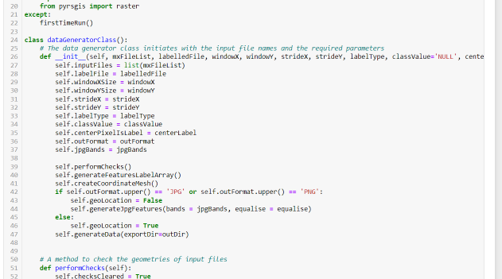 20 from pyrsgis import raster
21 except:
22 firstTimeRun()
23
24 class dataGeneratorClass():
25 # The data generator class initiates with the input file names and the required parameters
26 def __init__(self, mxFileList, labelledFile, windowX, windowY, strideX, strideY, labelType, classValue='NULL', cente
27 self.inputFiles = list(mxFileList)
28 self.labelFile = labelledFile
29 self.windowXSize = windowX
30 self.windowYSize = windowY
31 self.strideX = strideX
32 self.strideY = strideY
33 self.labelType = labelType
34 self.classValue = classValue
35 self.centerPixelIsLabel = centerLabel
36 self.outFormat = outFormat
37 self.jpgBands = jpgBands
38
39 self.performChecks()
40 self.generateFeaturesLabelArray()
41 self.createCoordinateMesh()
42 if self.outFormat.upper() == 'JPG' or self.outFormat.upper() == 'PNG':
43 self.geoLocation = False
44 self.generateJpgFeatures(bands = jpgBands, equalise = equalise)
45 else:
46 self.geoLocation = True
47 self.generateData(exportDir=outDir)
48
49
50 # A method to check the geometries of input files
51 def performChecks(self):
52 self.checksCleared = True